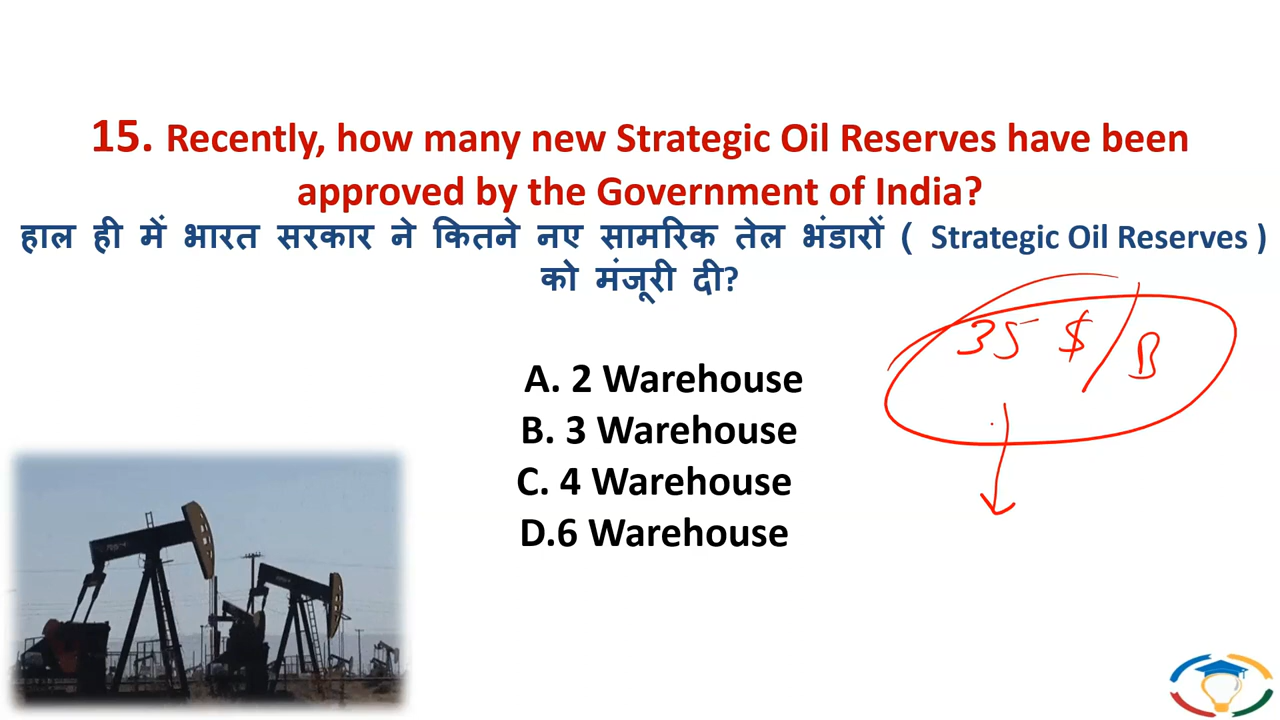 15. Recently, how many new Strategic Oil Reserves have been
approved by the Government of India?
हाल ही में भारत सरकार ने कितने नए सामरिक तेल भंडारों ( Strategic Oil Reserves )
को मंजूरी दी?
35 $/B
A. 2 Warehouse
B. 3 Warehouse
C. 4 Warehouse
D.6 Warehouse